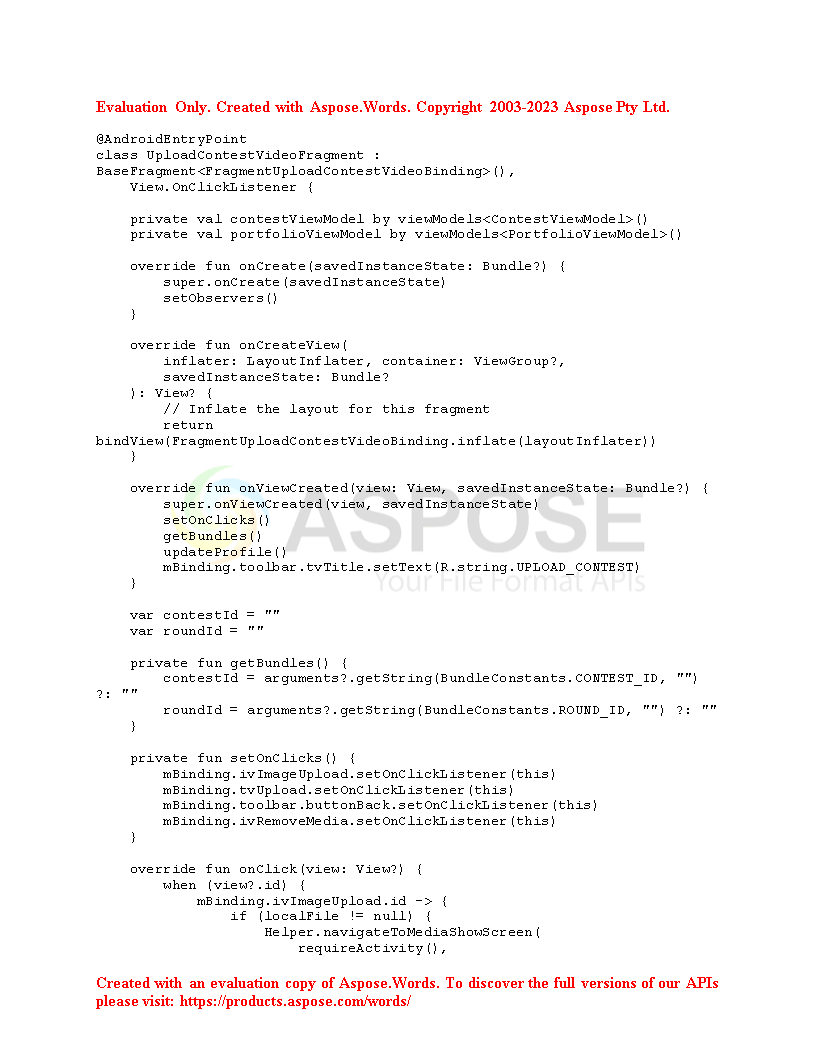 Evaluation Only. Created with Aspose.Words. Copyright 2003-2023 Aspose Pty Ltd.
@AndroidEntryPoint
class UploadContestVideoFragment :
BaseFragment<FragmentUploadContestVideoBinding>(),
    View.OnClickListener {

    private val contestViewModel by viewModels<ContestViewModel>()
    private val portfolioViewModel by viewModels<PortfolioViewModel>()

    override fun onCreate(savedInstanceState: Bundle?) {
        super.onCreate(savedInstanceState)
        setObservers()
    }

    override fun onCreateView(
        inflater: LayoutInflater, container: ViewGroup?,
        savedInstanceState: Bundle?
    ): View? {
        // Inflate the layout for this fragment
        return
bindView(FragmentUploadContestVideoBinding.inflate(layoutInflater))
    }

    override fun onViewCreated(view: View, savedInstanceState: Bundle?) {
        super.onViewCreated(view, savedInstanceState)
        setOnClicks()
        getBundles()
        updateProfile()
        mBinding.toolbar.tvTitle.setText(R.string.UPLOAD_CONTEST)
    }
ASPOSE
Your File Format APIs

    var contestId = ""
    var roundId = ""

    private fun getBundles() {
        contestId = arguments?.getString(BundleConstants.CONTEST_ID, "")
?: ""
        roundId = arguments?.getString(BundleConstants.ROUND_ID, "") ?: ""
    }

    private fun setOnClicks() {
        mBinding.ivImageUpload.setOnClickListener(this)
        mBinding.tvUpload.setOnClickListener(this)
        mBinding.toolbar.buttonBack.setOnClickListener(this)
        mBinding.ivRemoveMedia.setOnClickListener(this)
    }

    override fun onClick(view: View?) {
        when (view?.id) {
            mBinding.ivImageUpload.id -> {
                if (localFile != null) {
                    Helper.navigateToMediaShowScreen(
                        requireActivity(),
Created with an evaluation copy of Aspose.Words. To discover the full versions of our APIs
please visit: https://products.aspose.com/words/